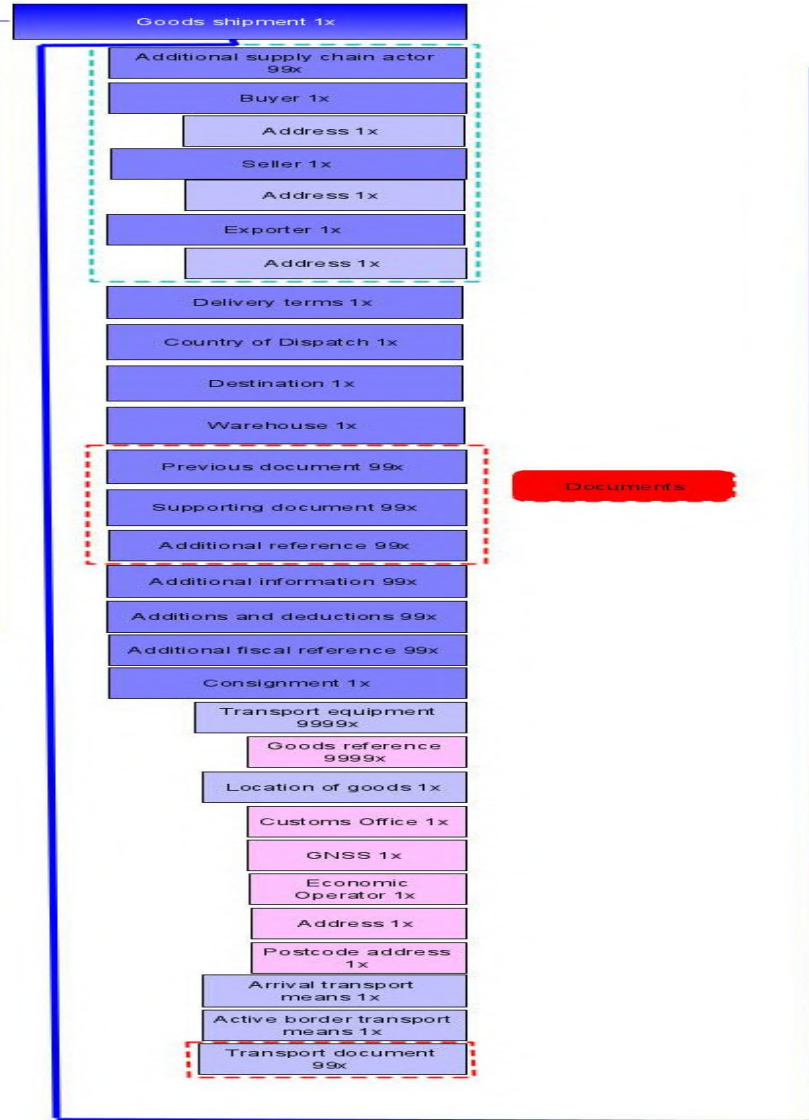 Goods shipment 1x
Additional supply chain actor
99x
Buyer 1x
Address 1x
Seller 1x
Address 1x
Exporter 1x
Address 1x
Delivery terms 1x
Country of Dispatch 1x
Destination 1x
Warehouse 1x
Previous document 99x
Documents
Supporting document 99x
Additional reference 99x
Additional information 99x
Additions and deductions 99x
Additional fiscal reference 99x
Consignment 1x
Transport equipment
9999x
Goods reference
9999x
Location of goods 1x
Customs Office 1x
GNSS 1x
Economic
Operator 1x
Address 1x
Postcode address
1x
Arrival transport
means 1x
Active border transport
means 1x
Transport document
99x